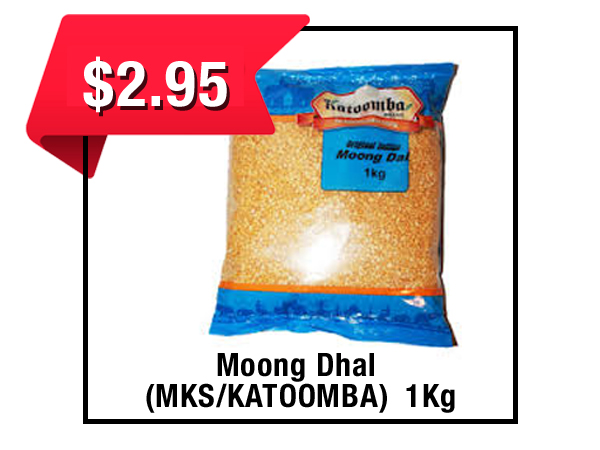 $2.95
Katoomba
Moong Dal
1kg
Moong Dhal
(MKS/KATOOMBA) 1Kg